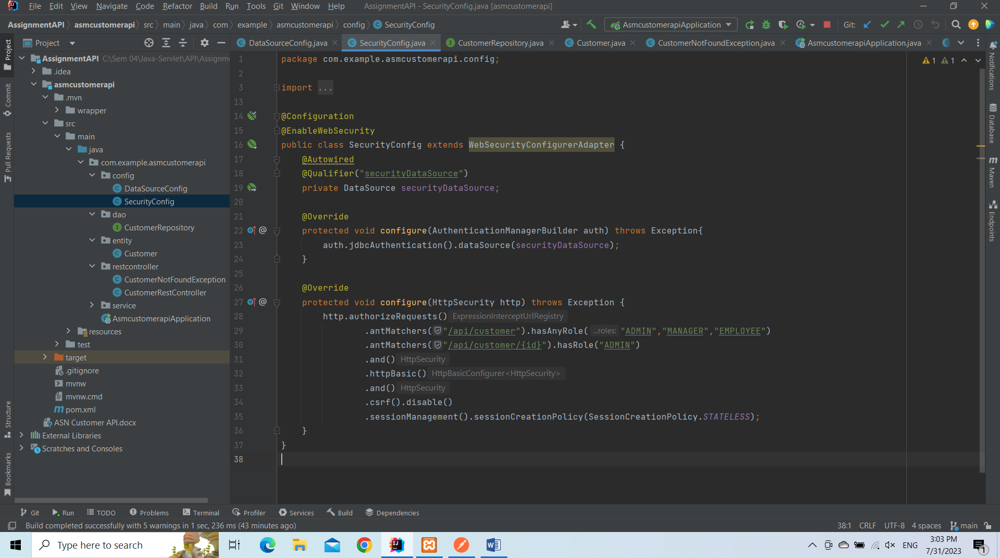 File Edit View Navigate Code Refactor Build Run Tools Git Window Help AssignmentAPI - SecurityConfig.java [asmcustomerapi]
AssignmentAPI asmcustomerapi src main java com example asmcustomerapi config SecurityConfig AsmcustomerapiApplication Git:
Project DataSourceConfig.java SecurityConfig.java CustomerRepository.java Customer.java CustomerNotFoundException.java AsmcustomerapiApplication.java
Project
Commit
Pull Requests
Structure
Bookmarks
AssignmentAPI C:\Sem 04\Java-Servlet\API\Assignm
.idea
asmcustomerapi
.mvn
wrapper
src
main
java
com.example.asmcustomerapi
config
DataSourceConfig
SecurityConfig
dao
CustomerRepository
entity
Customer
restcontroller
CustomerNotFoundException
CustomerRestController
service
AsmcustomerapiApplication
resources
test
target
.gitignore
mvnw
mvnw.cmd
pom.xml
ASN Customer API.docx
External Libraries
Scratches and Consoles
1 package com.example.asmcustomerapi.config;
2
3 import ...
13
14 @Configuration
15 @EnableWebSecurity
16 public class SecurityConfig extends WebSecurityConfigurerAdapter {
17 @Autowired
18 @Qualifier("securityDataSource")
19 private DataSource securityDataSource;
20
21 @Override
22 @ protected void configure(AuthenticationManagerBuilder auth) throws Exception{
23 auth.jdbcAuthentication().dataSource(securityDataSource);
24 }
25
26 @Override
27 @ protected void configure(HttpSecurity http) throws Exception {
28 http.authorizeRequests() ExpressionInterceptUrlRegistry
29 .antMatchers("/api/customer").hasAnyRole( ...roles: "ADMIN","MANAGER","EMPLOYEE")
30 .antMatchers("/api/customer/{id}").hasRole("ADMIN")
31 .and() HttpSecurity
32 .httpBasic() HttpBasicConfigurer<HttpSecurity>
33 .and() HttpSecurity
34 .csrf().disable()
35 .sessionManagement().sessionCreationPolicy(SessionCreationPolicy.STATELESS);
36 }
37 }
38
1 1
Notifications
Database
Maven
Endpoints
Git Run TODO Problems Terminal Profiler Services Build Dependencies
Build completed successfully with 5 warnings in 1 sec, 236 ms (43 minutes ago) 38:1 CRLF UTF-8 4 spaces main
Type here to search ENG 3:03 PM
7/31/2023 1